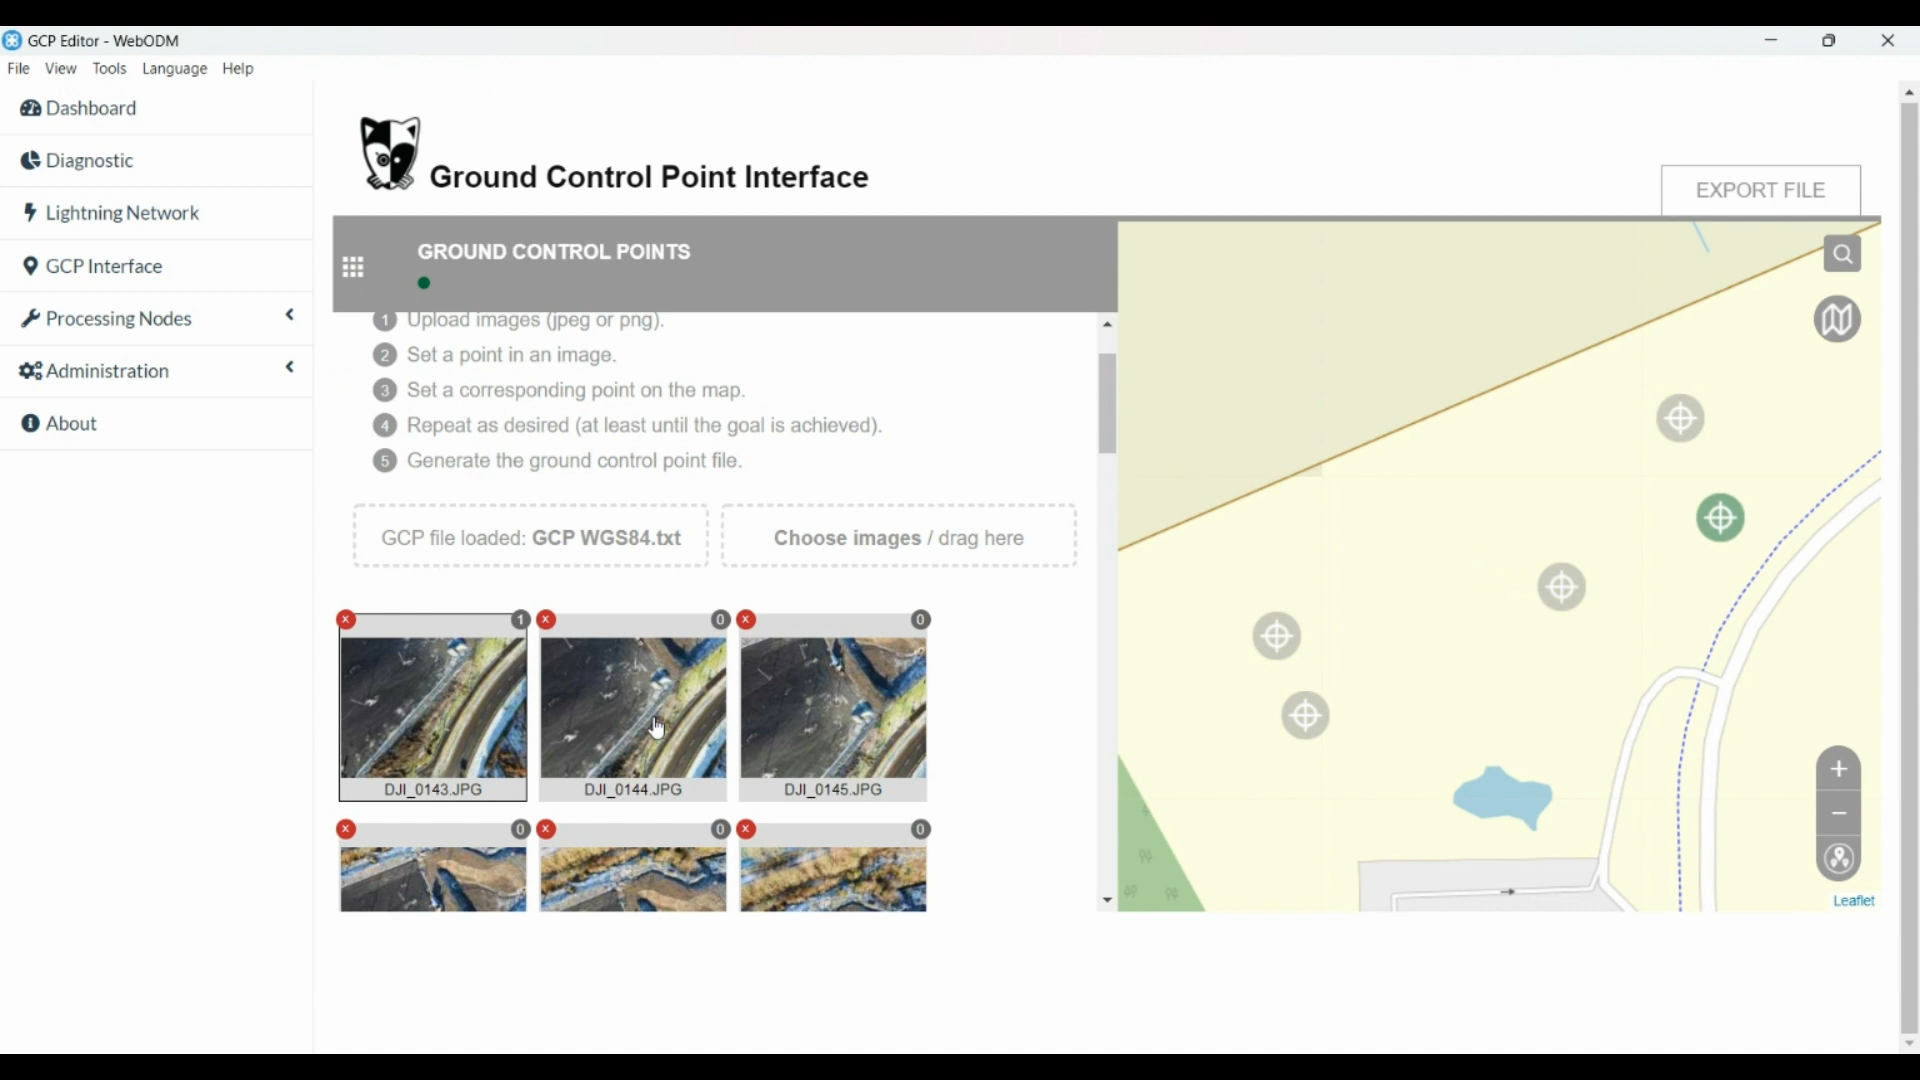 GCP Editor - WebODM
File View Tools Language Help
Dashboard
Diagnostic
Lightning Network
GCP Interface
Processing Nodes
Administration
About
Ground Control Point Interface
EXPORT FILE
GROUND CONTROL POINTS
1 Upload images (jpeg or png).
2 Set a point in an image.
3 Set a corresponding point on the map.
4 Repeat as desired (at least until the goal is achieved).
5 Generate the ground control point file.
GCP file loaded: GCP WGS84.txt
Choose images / drag here
x 1 x 0 x 0
DJI_0143.JPG DJI_0144.JPG DJI_0145.JPG
x 0 x 0 x 0
+
−
Leaflet